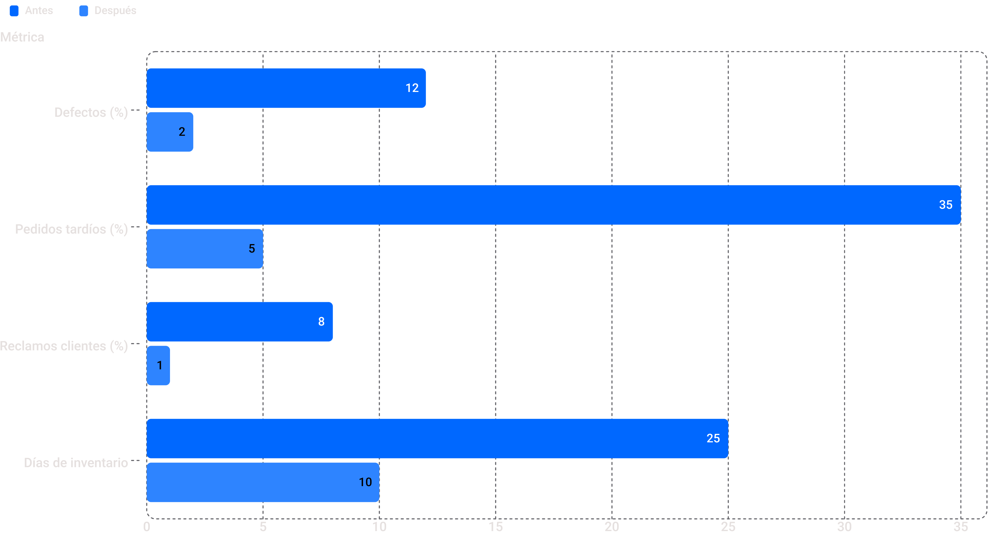 Antes Después
Métrica
12
Defectos (%)
2
35
Pedidos tardíos (%)
5
8
Reclamos clientes (%)
1
25
Días de inventario
10
0 5 10 15 20 25 30 35